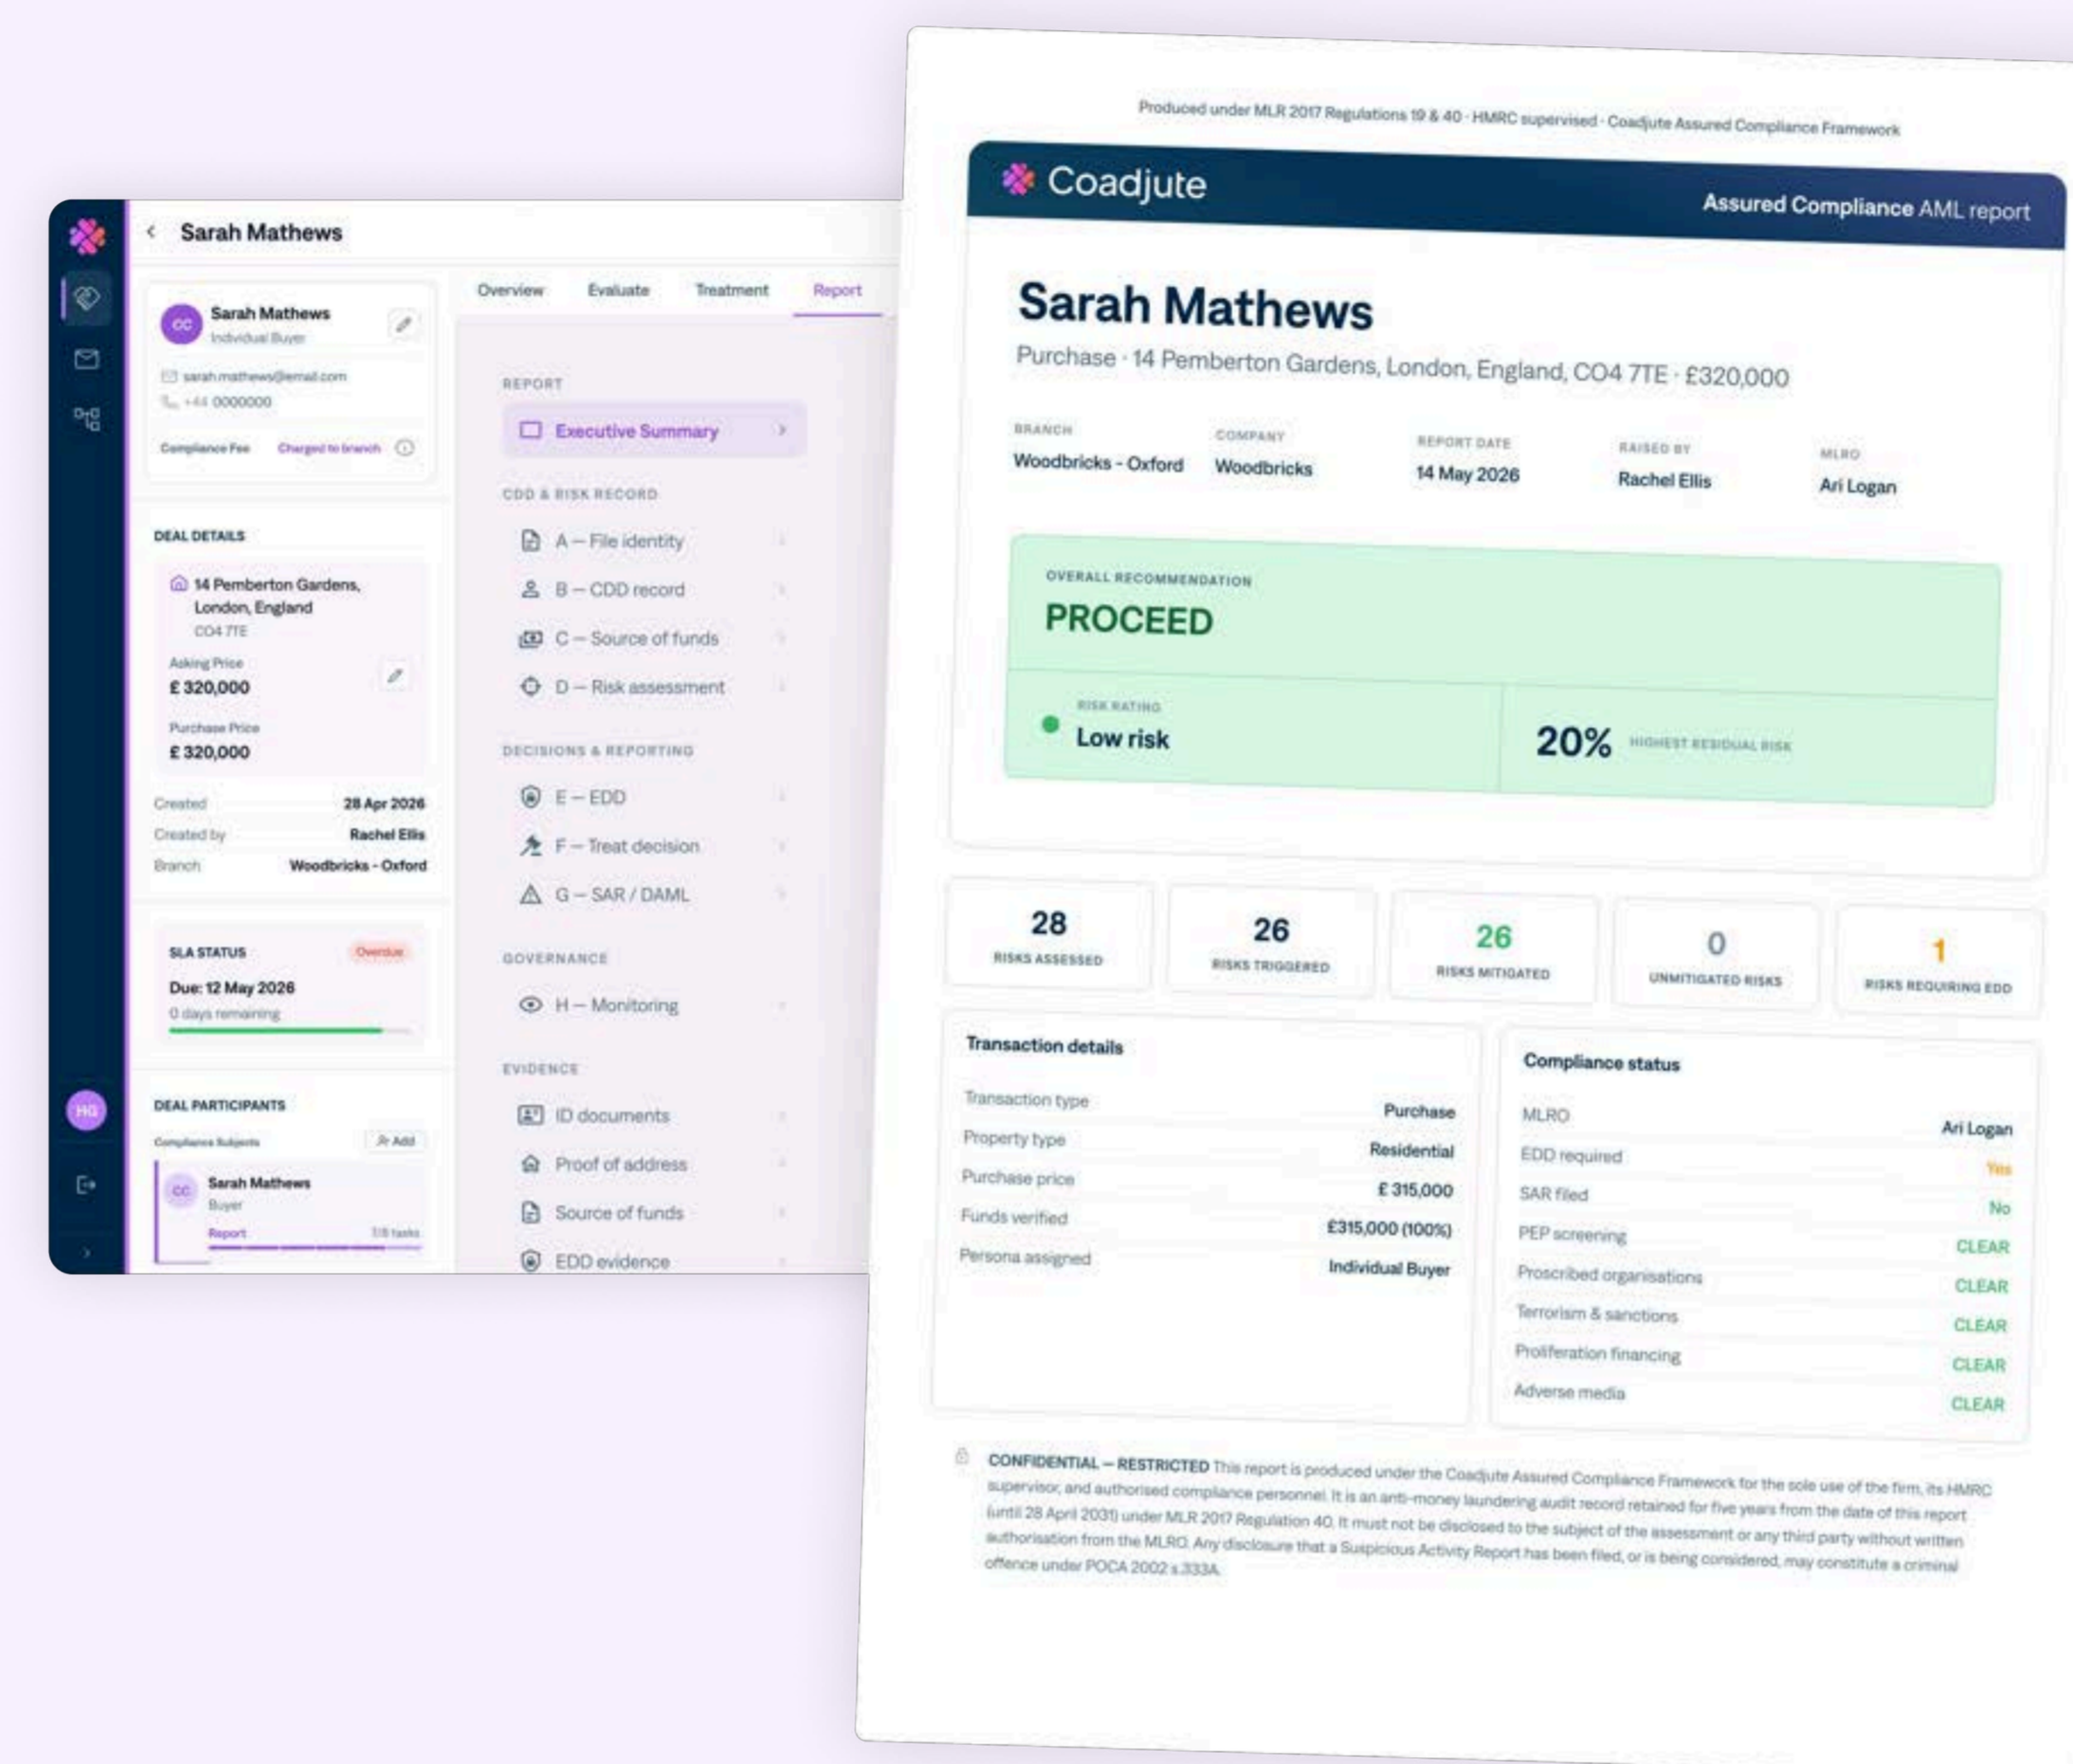 Sarah Mathews
CC
Sarah Mathews
Individual Buyer
sarah.mathews@email.com
+44 0000000
Compliance Fee
Charged to branch
DEAL DETAILS
14 Pemberton Gardens,
London, England
CO4 7TE
Asking Price
£ 320,000
Purchase Price
£ 320,000
Created
28 Apr 2026
Created by
Rachel Ellis
Branch
Woodbricks - Oxford
SLA STATUS
Overdue
Due: 12 May 2026
0 days remaining
DEAL PARTICIPANTS
Compliance Subjects
Add
CC
Sarah Mathews
Buyer
Report
tasks
HG
Overview
Evaluate
Treatment
Report
REPORT
Executive Summary
CDD & RISK RECORD
A – File identity
B – CDD record
C – Source of funds
D – Risk assessment
DECISIONS & REPORTING
E – EDD
F – Treat decision
G – SAR / DAML
GOVERNANCE
H – Monitoring
EVIDENCE
ID documents
Proof of address
Source of funds
EDD evidence
Produced under MLR 2017 Regulations 19 & 40 · HMRC supervised · Coadjute Assured Compliance Framework
Coadjute
Assured Compliance AML report
Sarah Mathews
Purchase · 14 Pemberton Gardens, London, England, CO4 7TE · £320,000
BRANCH
Woodbricks - Oxford
COMPANY
Woodbricks
REPORT DATE
14 May 2026
RAISED BY
Rachel Ellis
MLRO
Ari Logan
OVERALL RECOMMENDATION
PROCEED
RISK RATING
Low risk
20% HIGHEST RESIDUAL RISK
28
RISKS ASSESSED
26
RISKS TRIGGERED
26
RISKS MITIGATED
0
UNMITIGATED RISKS
1
RISKS REQUIRING EDD
Transaction details
Transaction type
Purchase
Property type
Residential
Purchase price
£ 315,000
Funds verified
£315,000 (100%)
Persona assigned
Individual Buyer
Compliance status
MLRO
Ari Logan
EDD required
Yes
SAR filed
No
PEP screening
CLEAR
Proscribed organisations
CLEAR
Terrorism & sanctions
CLEAR
Proliferation financing
CLEAR
Adverse media
CLEAR
CONFIDENTIAL – RESTRICTED This report is produced under the Coadjute Assured Compliance Framework for the sole use of the firm, its HMRC
supervisor, and authorised compliance personnel. It is an anti-money laundering audit record retained for five years from the date of this report
(until 28 April 2031) under MLR 2017 Regulation 40. It must not be disclosed to the subject of the assessment or any third party without written
authorisation from the MLRO. Any disclosure that a Suspicious Activity Report has been filed, or is being considered, may constitute a criminal
offence under POCA 2002 s.333A.